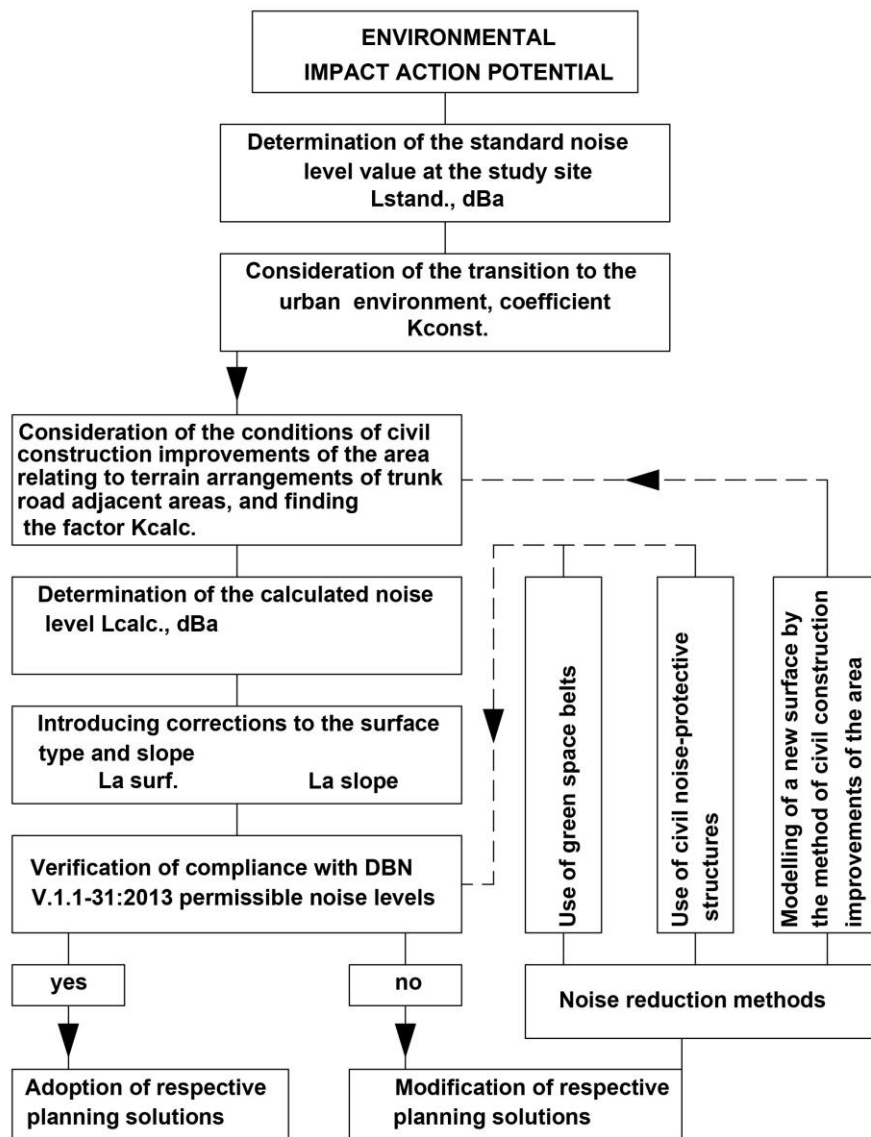 ENVIRONMENTAL
IMPACT ACTION POTENTIAL
Determination of the standard noise
level value at the study site
Lstand., dBa
Consideration of the transition to the
urban environment, coefficient
Kconst.
Consideration of the conditions of civil
construction improvements of the area
relating to terrain arrangements of trunk
road adjacent areas, and finding
the factor Kcalc.
Determination of the calculated noise
level Lcalc., dBa
Introducing corrections to the surface
type and slope
La surf. La slope
Verification of compliance with DBN
V.1.1-31:2013 permissible noise levels
yes
no
Adoption of respective
planning solutions
Modification of respective
planning solutions
Noise reduction methods
Use of green space belts
Use of civil noise-protective
structures
Modelling of a new surface by
the method of civil construction
improvements of the area